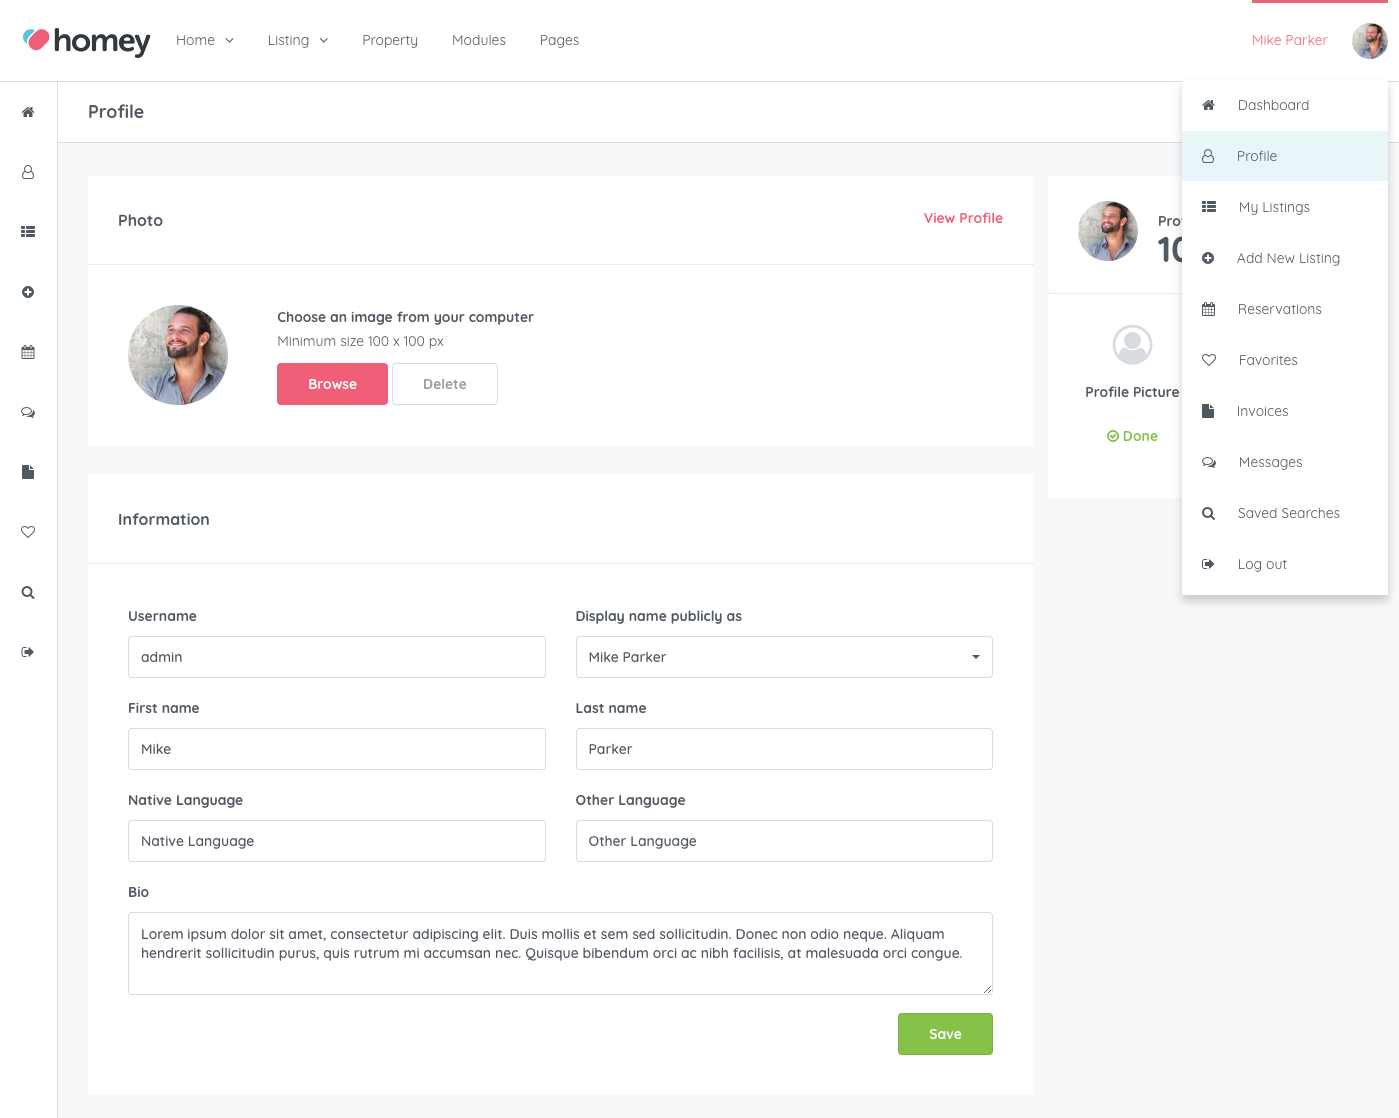 homey
Home
Listing
Property
Modules
Pages
Mike Parker
Profile
Dashboard
Profile
My Listings
Add New Listing
Reservations
Favorites
Invoices
Messages
Saved Searches
Log out
Photo
View Profile
Choose an image from your computer
Minimum size 100 x 100 px
Browse
Delete
Profile Picture
Done
Information
Username
Display name publicly as
admin
Mike Parker
First name
Last name
Mike
Parker
Native Language
Other Language
Native Language
Other Language
Bio
Lorem ipsum dolor sit amet, consectetur adipiscing elit. Duis mollis et sem sed sollicitudin. Donec non odio neque. Aliquam
hendrerit sollicitudin purus, quis rutrum mi accumsan nec. Quisque bibendum orci ac nibh facilisis, at malesuada orci congue.
Save